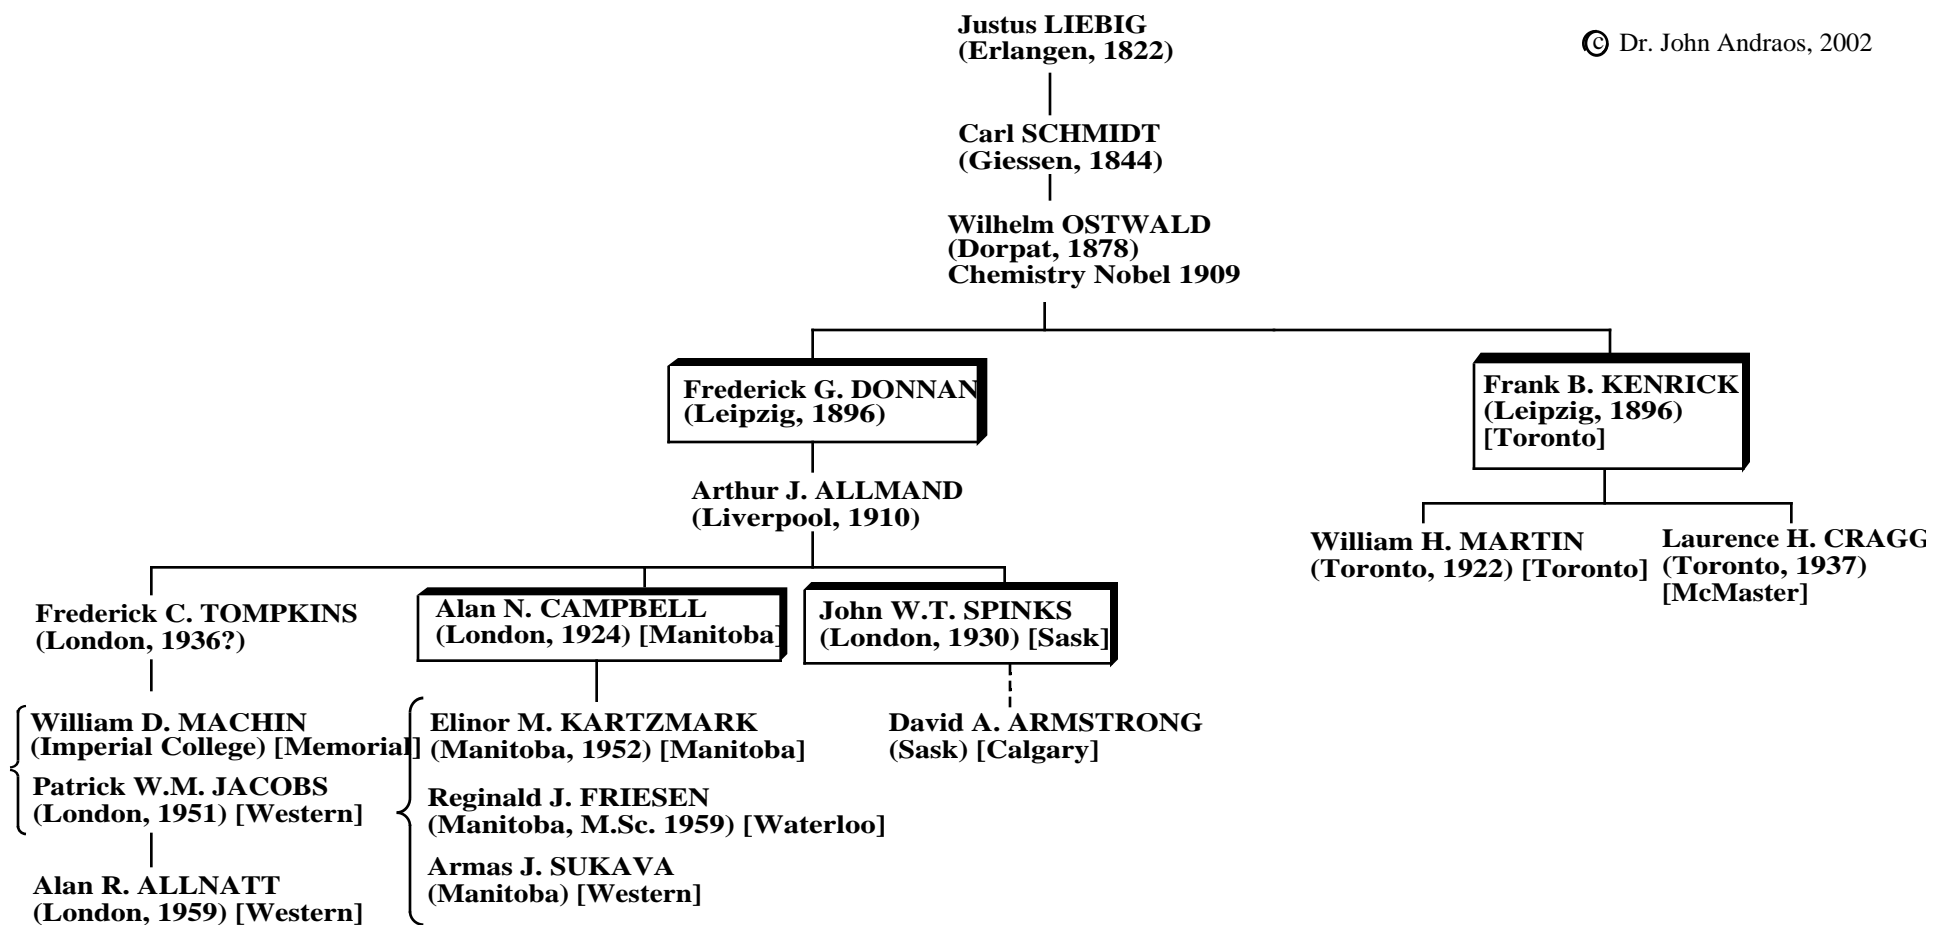 Justus LIEBIG
(Erlangen, 1822)
© Dr. John Andraos, 2002
Carl SCHMIDT
(Giessen, 1844)
Wilhelm OSTWALD
(Dorpat, 1878)
Chemistry Nobel 1909
Frederick G. DONNAN
(Leipzig, 1896)
Frank B. KENRICK
(Leipzig, 1896)
[Toronto]
Arthur J. ALLMAND
(Liverpool, 1910)
William H. MARTIN
(Toronto, 1922) [Toronto]
Laurence H. CRAGG
(Toronto, 1937)
[McMaster]
Frederick C. TOMPKINS
(London, 1936?)
Alan N. CAMPBELL
(London, 1924) [Manitoba]
John W.T. SPINKS
(London, 1930) [Sask]
William D. MACHIN
(Imperial College) [Memorial]
Patrick W.M. JACOBS
(London, 1951) [Western]
Alan R. ALLNATT
(London, 1959) [Western]
Elinor M. KARTZMARK
(Manitoba, 1952) [Manitoba]
Reginald J. FRIESEN
(Manitoba, M.Sc. 1959) [Waterloo]
Armas J. SUKAVA
(Manitoba) [Western]
David A. ARMSTRONG
(Sask) [Calgary]